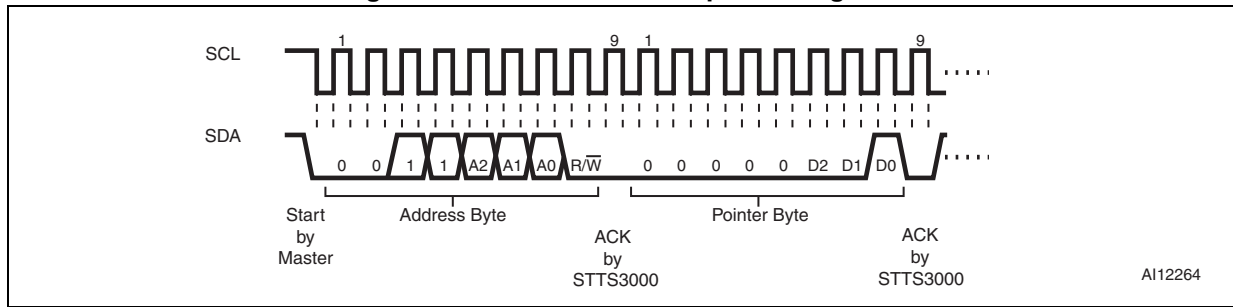 1 9 1 9
SCL
SDA
0 0 1 1 A2 A1 A0 R/W 0 0 0 0 0 D2 D1 D0
Start Address Byte Pointer Byte
by ACK ACK
Master by by
STTS3000 STTS3000
AI12264